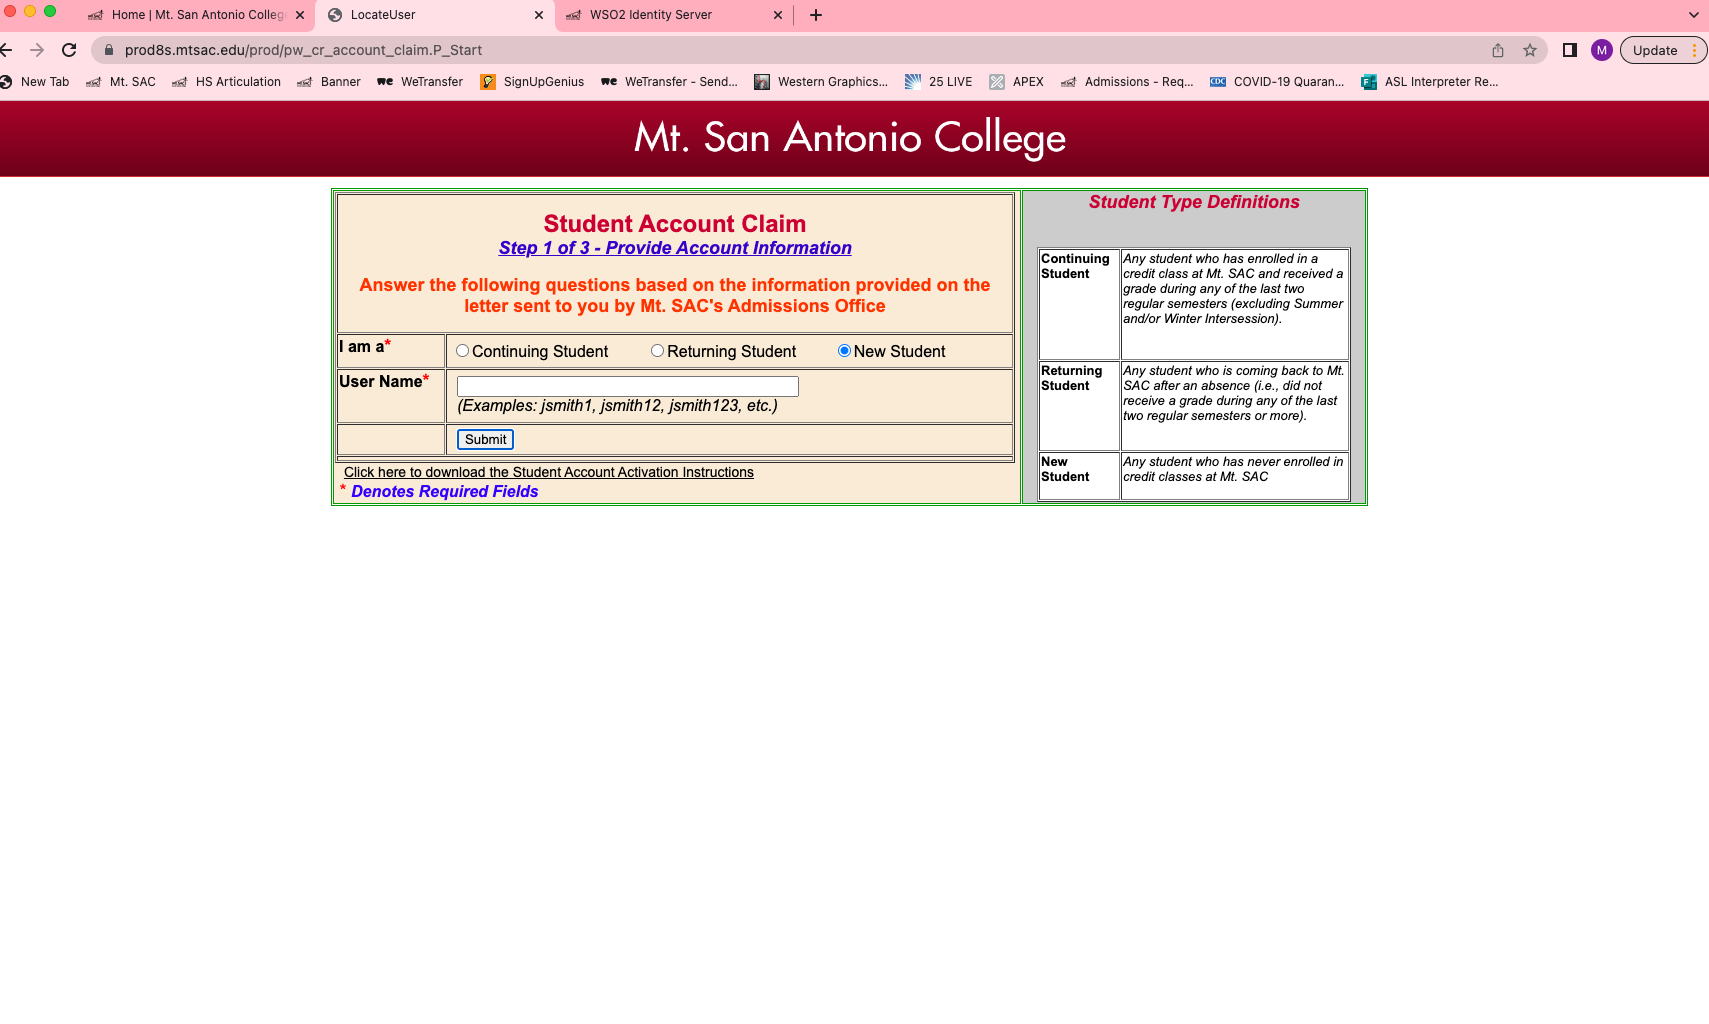 Home | Mt. San Antonio College
LocateUser
WSO2 Identity Server
prod8s.mtsac.edu/prod/pw_cr_account_claim.P_Start
M
Update
New Tab
Mt. SAC
HS Articulation
Banner
we WeTransfer
SignUpGenius
we WeTransfer - Send...
Western Graphics...
25 LIVE
APEX
Admissions - Req...
CDC COVID-19 Quaran...
F ASL Interpreter Re...
Mt. San Antonio College
Student Account Claim
Step 1 of 3 - Provide Account Information
Answer the following questions based on the information provided on the
letter sent to you by Mt. SAC's Admissions Office
I am a*
Continuing Student
Returning Student
New Student
User Name*
(Examples: jsmith1, jsmith12, jsmith123, etc.)
Submit
Click here to download the Student Account Activation Instructions
* Denotes Required Fields
Student Type Definitions
Continuing
Student
Any student who has enrolled in a
credit class at Mt. SAC and received a
grade during any of the last two
regular semesters (excluding Summer
and/or Winter Intersession).
Returning
Student
Any student who is coming back to Mt.
SAC after an absence (i.e., did not
receive a grade during any of the last
two regular semesters or more).
New
Student
Any student who has never enrolled in
credit classes at Mt. SAC